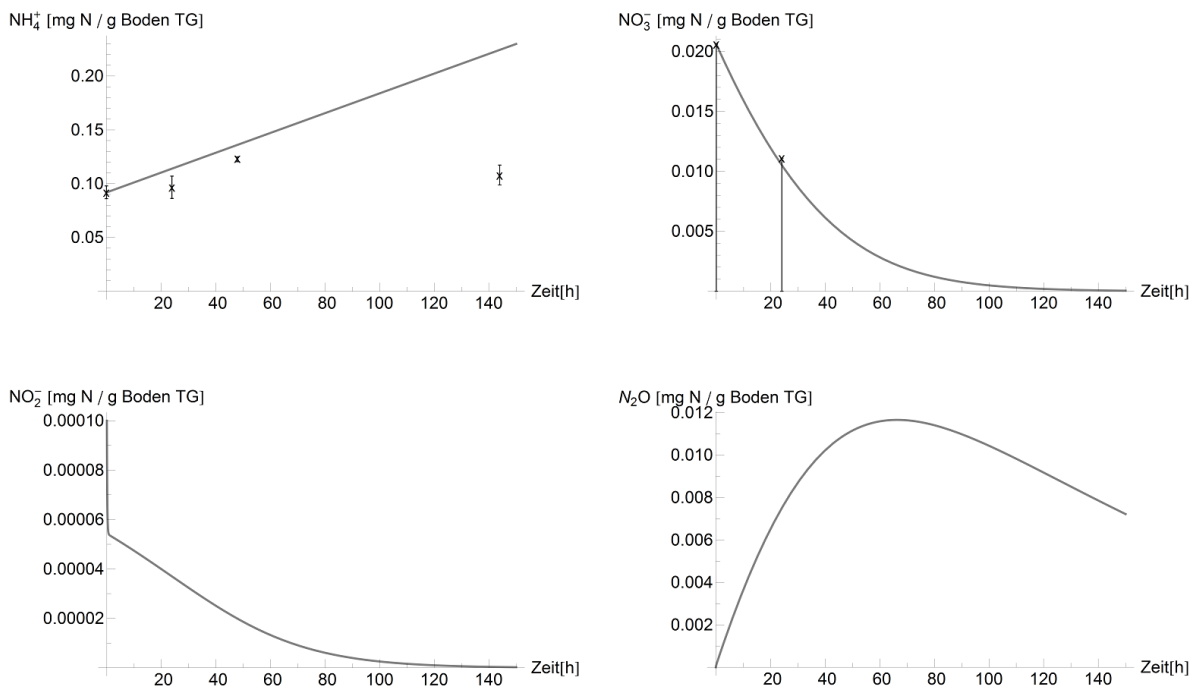 NH₄⁺ [mg N / g Boden TG]
0.20
0.15
0.10
0.05
20 40 60 80 100 120 140
Zeit[h]
NO₃⁻ [mg N / g Boden TG]
0.020
0.015
0.010
0.005
20 40 60 80 100 120 140
Zeit[h]
NO₂⁻ [mg N / g Boden TG]
0.00010
0.00008
0.00006
0.00004
0.00002
20 40 60 80 100 120 140
Zeit[h]
N₂O [mg N / g Boden TG]
0.012
0.010
0.008
0.006
0.004
0.002
20 40 60 80 100 120 140
Zeit[h]